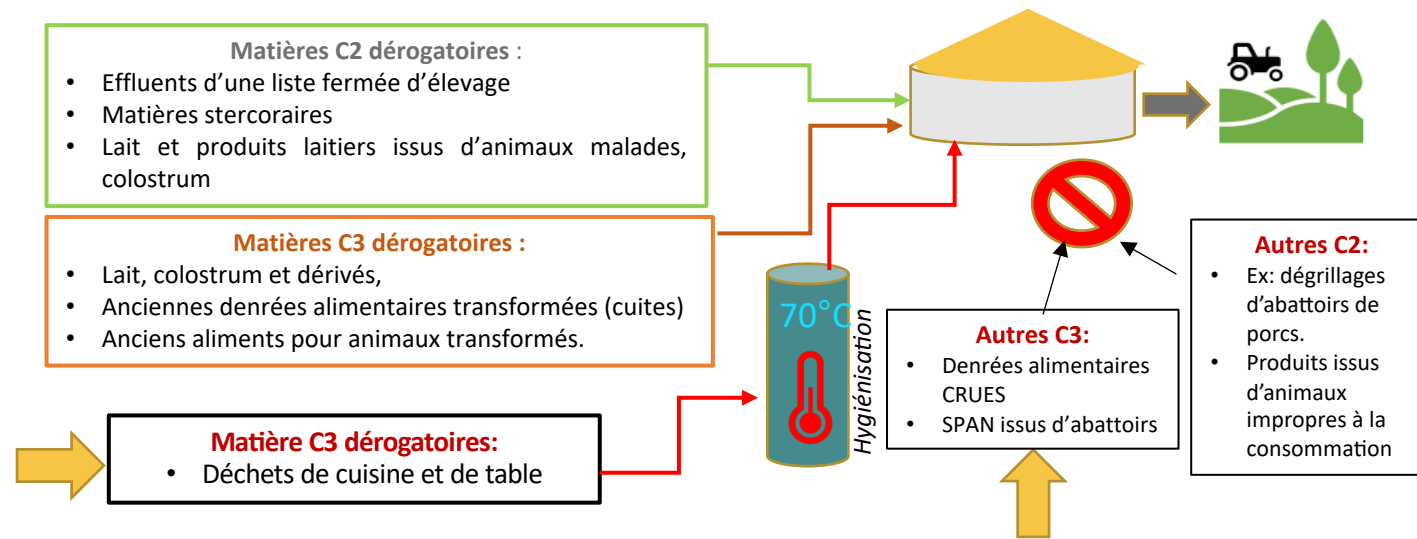 Matières C2 dérogatoires :
• Effluents d’une liste fermée d’élevage
• Matières stercoraires
• Lait et produits laitiers issus d’animaux malades,
colostrum
Matières C3 dérogatoires :
• Lait, colostrum et dérivés,
• Anciennes denrées alimentaires transformées (cuites)
• Anciens aliments pour animaux transformés.
Matière C3 dérogatoires:
• Déchets de cuisine et de table
70°C
Hygiénisation
Autres C3:
• Denrées alimentaires
CRUES
• SPAN issus d’abattoirs
Autres C2:
• Ex: dégrillages
d’abattoirs de
porcs.
• Produits issus
d’animaux
impropres à la
consommation